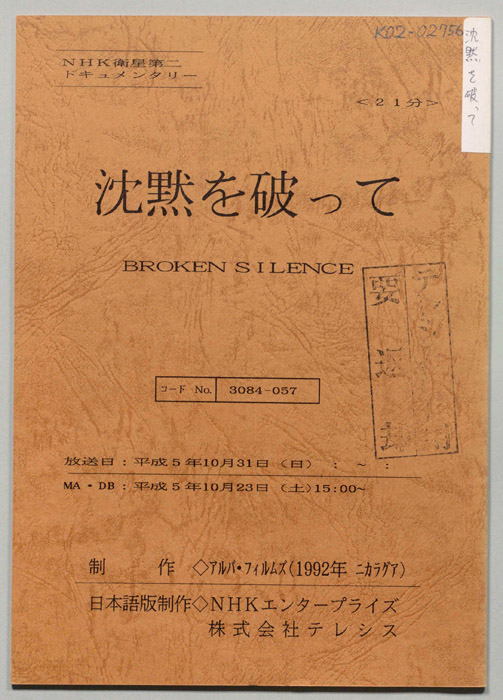 K02-02756
沈黙を破って
NHK衛星第二
ドキュメンタリー
<21分>
沈黙を破って
BROKEN SILENCE
コード No. 3084-057
放送日:平成5年10月31日(日) : ~ :
MA・DB:平成5年10月23日(土)15:00~
制 作 ◇アルバ・フィルムズ(1992年 ニカラグア)
日本語版制作◇NHKエンタープライズ
株式会社テレシス